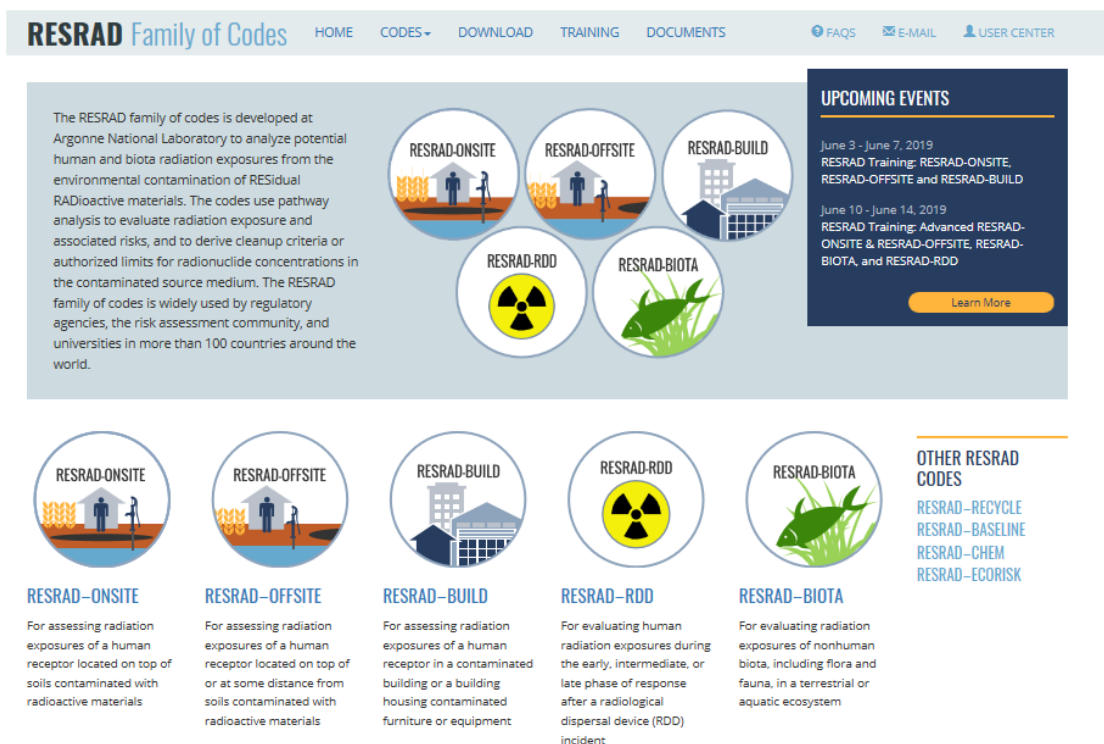 RESRAD Family of Codes
HOME
CODES
DOWNLOAD
TRAINING
DOCUMENTS
FAQS
E-MAIL
USER CENTER
The RESRAD family of codes is developed at
Argonne National Laboratory to analyze potential
human and biota radiation exposures from the
environmental contamination of RESidual
RADioactive materials. The codes use pathway
analysis to evaluate radiation exposure and
associated risks, and to derive cleanup criteria or
authorized limits for radionuclide concentrations in
the contaminated source medium. The RESRAD
family of codes is widely used by regulatory
agencies, the risk assessment community, and
universities in more than 100 countries around the
world.
RESRAD-ONSITE
RESRAD-OFFSITE
RESRAD-BUILD
RESRAD-RDD
RESRAD-BIOTA
UPCOMING EVENTS
June 3 - June 7, 2019
RESRAD Training: RESRAD-ONSITE,
RESRAD-OFFSITE and RESRAD-BUILD
June 10 - June 14, 2019
RESRAD Training: Advanced RESRAD-
ONSITE & RESRAD-OFFSITE, RESRAD-
BIOTA, and RESRAD-RDD
Learn More
RESRAD-ONSITE
RESRAD–ONSITE
For assessing radiation
exposures of a human
receptor located on top of
soils contaminated with
radioactive materials
RESRAD-OFFSITE
RESRAD–OFFSITE
For assessing radiation
exposures of a human
receptor located on top of
or at some distance from
soils contaminated with
radioactive materials
RESRAD-BUILD
RESRAD–BUILD
For assessing radiation
exposures of a human
receptor in a contaminated
building or a building
housing contaminated
furniture or equipment
RESRAD-RDD
RESRAD–RDD
For evaluating human
radiation exposures during
the early, intermediate, or
late phase of response
after a radiological
dispersal device (RDD)
incident
RESRAD-BIOTA
RESRAD–BIOTA
For evaluating radiation
exposures of nonhuman
biota, including flora and
fauna, in a terrestrial or
aquatic ecosystem
OTHER RESRAD
CODES
RESRAD–RECYCLE
RESRAD–BASELINE
RESRAD–CHEM
RESRAD–ECORISK